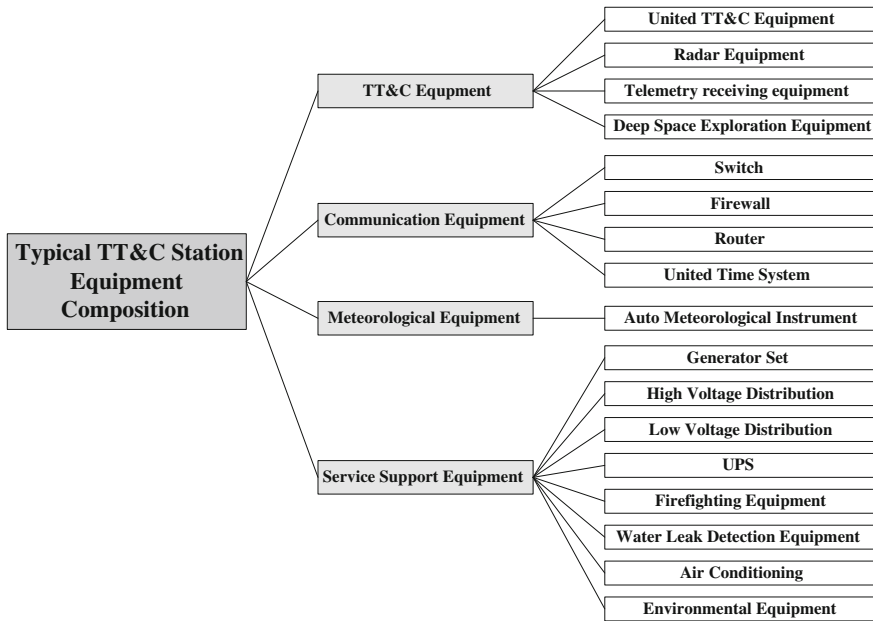 Typical TT&C Station
Equipment
Composition
TT&C Equpment
United TT&C Equipment
Radar Equipment
Telemetry receiving equipment
Deep Space Exploration Equipment
Communication Equipment
Switch
Firewall
Router
United Time System
Meteorological Equipment
Auto Meteorological Instrument
Service Support Equipment
Generator Set
High Voltage Distribution
Low Voltage Distribution
UPS
Firefighting Equipment
Water Leak Detection Equipment
Air Conditioning
Environmental Equipment